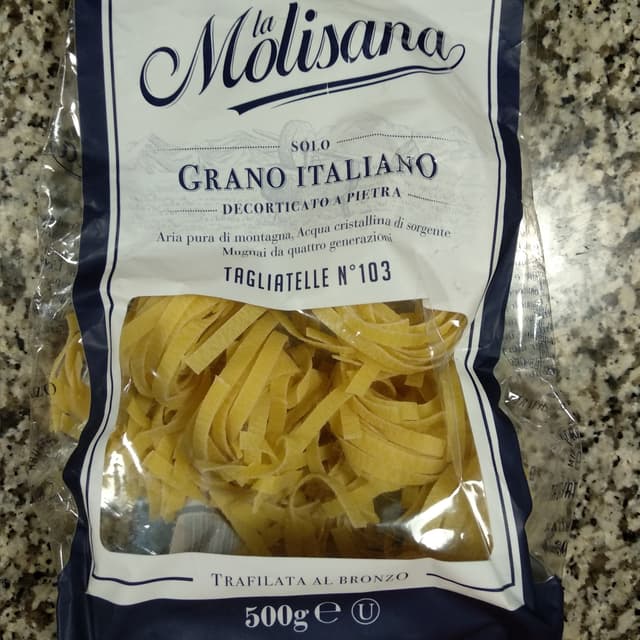 la
Molisana
SOLO
GRANO ITALIANO
DECORTICATO A PIETRA
Aria pura di montagna, Acqua cristallina di sorgente
Mugnai da quattro generazioni
TAGLIATELLE N°103
TRAFILATA AL BRONZO
500g ℮ U